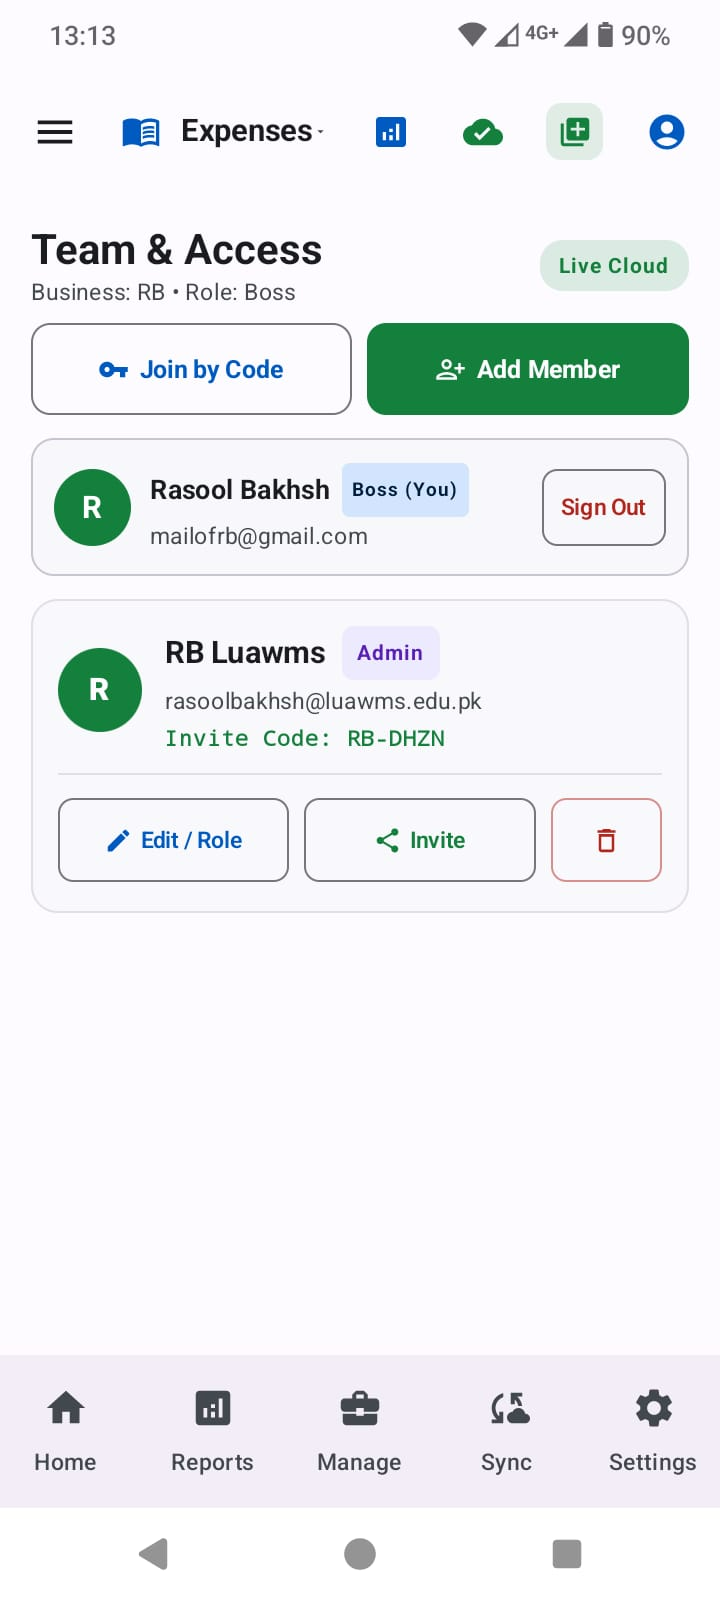 13:13
4G+
90%
Expenses
Team & Access
Business: RB • Role: Boss
Live Cloud
Join by Code
Add Member
R
Rasool Bakhsh
Boss (You)
mailofrb@gmail.com
Sign Out
R
RB Luawms
Admin
rasoolbakhsh@luawms.edu.pk
Invite Code: RB-DHZN
Edit / Role
Invite
Home
Reports
Manage
Sync
Settings